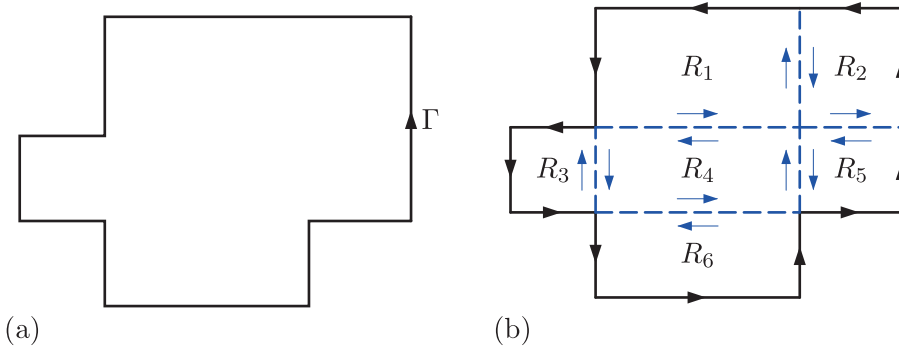 Γ
(a)
R₁ R₂
R₃ R₄ R₅
R₆
(b)